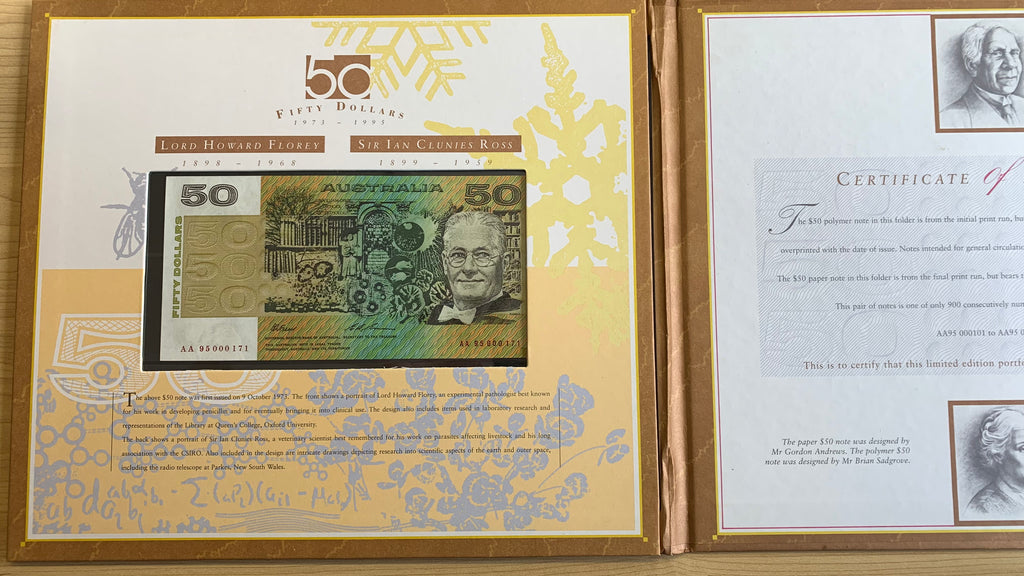 50
FIFTY DOLLARS
1973 - 1995
LORD HOWARD FLOREY
1898 - 1968
SIR IAN CLUNIES ROSS
1899 - 1959
50
AUSTRALIA
50
FIFTY DOLLARS
50
50
50
AA 95000171
AA 95000171
The above $50 note was first issued on 9 October 1973. The front shows a portrait of Lord Howard Florey, an experimental pathologist best known
for his work in developing penicillin and for eventually bringing it into clinical use. The design also includes items used in laboratory research and
representations of the Library at Queen's College, Oxford University.
The back shows a portrait of Sir Ian Clunies Ross, a veterinary scientist best remembered for his work on parasites affecting livestock and his long
association with the CSIRO. Also included in the design are intricate drawings depicting research into scientific aspects of the earth and outer space,
including the radio telescope at Parkes, New South Wales.
CERTIFICATE of
The $50 polymer note in this folder is from the initial print run, but
overprinted with the date of issue. Notes intended for general
The $50 paper note in this folder is from the final print run, but bears
This pair of notes is one of only 900 consecutively
AA95 000101 to AA95
This is to certify that this limited edition
The paper $50 note was designed by
Mr Gordon Andrews. The polymer $50
note was designed by Mr Brian Sadgrove.